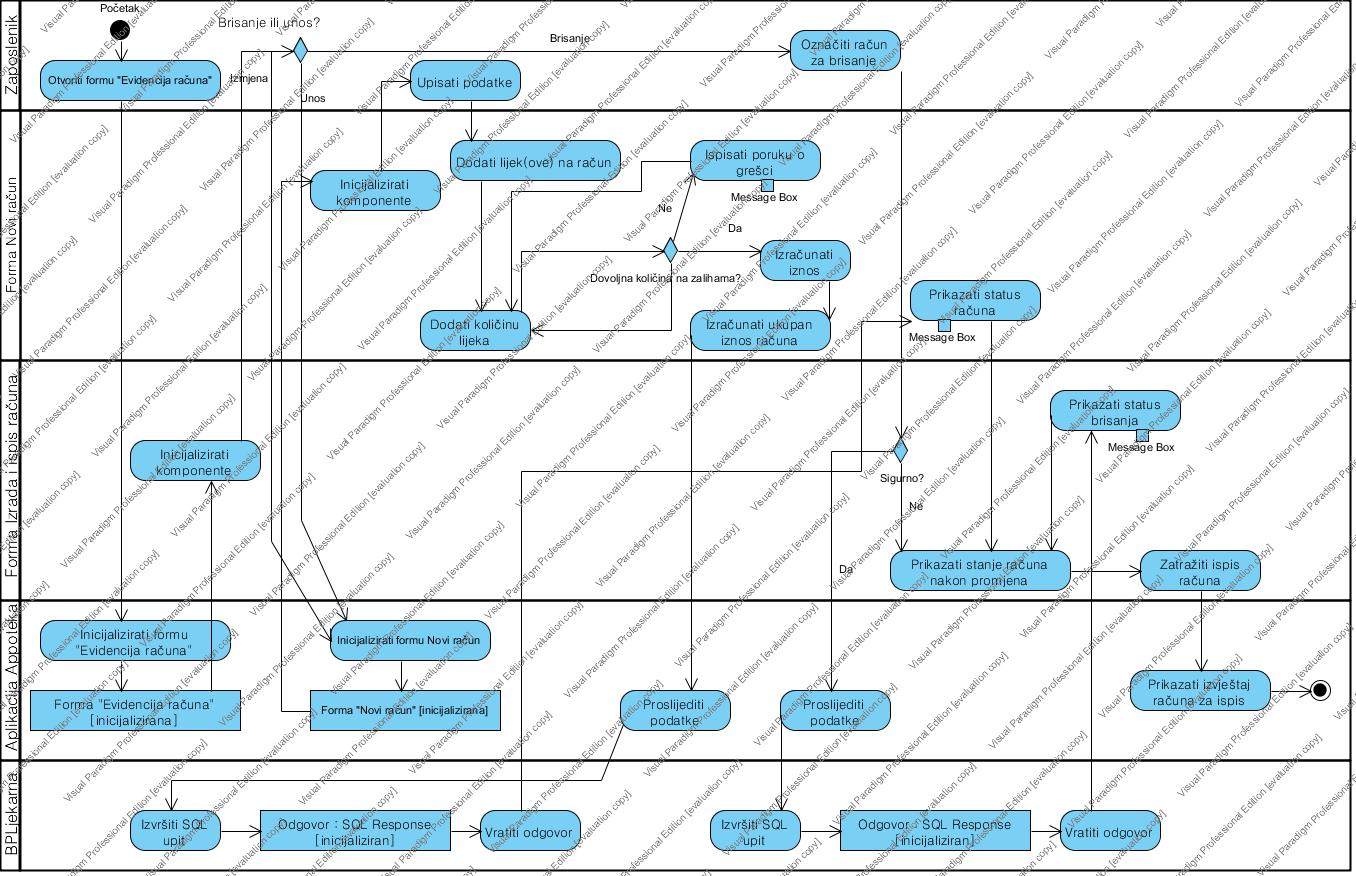 Zaposlenik
Početak
Otvoriti formu "Evidencija računa"
Brisanje ili unos?
Izmjena
Unos
Upisati podatke
Brisanje
Označiti račun
za brisanje
Forma Novi račun
Inicijalizirati
komponente
Dodati lijek(ove) na račun
Ispisati poruku o
grešci
Message Box
Ne
Da
Dovoljna količina na zalihama?
Izračunati
iznos
Dodati količinu
lijeka
Izračunati ukupan
iznos računa
Prikazati status
računa
Message Box
Forma Izrada i ispis računa
Inicijalizirati
komponente
Prikazati status
brisanja
Message Box
Sigurno?
Ne
Da
Prikazati stanje računa
nakon promjena
Zatražiti ispis
računa
Aplikacija Appoteka
Inicijalizirati formu
"Evidencija računa"
Forma "Evidencija računa"
[inicijalizirana]
Inicijalizirati formu Novi račun
Forma "Novi račun" [inicijalizirana]
Proslijediti
podatke
Proslijediti
podatke
Prikazati izvještaj
računa za ispis
BPLjekarna
Izvršiti SQL
upit
Odgovor : SQL Response
[inicijaliziran]
Vratiti odgovor
Izvršiti SQL
upit
Odgovor : SQL Response
[inicijaliziran]
Vratiti odgovor
Visual Paradigm Professional Edition [evaluation copy]